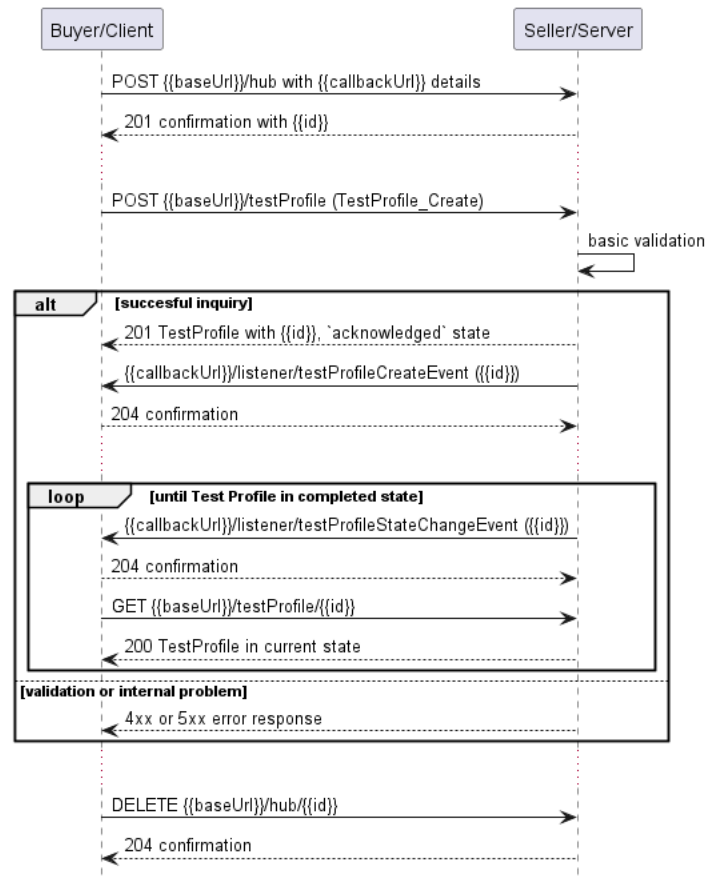 Buyer/Client
Seller/Server
POST {{baseUrl}}/hub with {{callbackUrl}} details
201 confirmation with {{id}}
POST {{baseUrl}}/testProfile (TestProfile_Create)
basic validation
alt
[succesful inquiry]
201 TestProfile with {{id}}, `acknowledged` state
{{callbackUrl}}/listener/testProfileCreateEvent ({{id}})
204 confirmation
loop
[until Test Profile in completed state]
{{callbackUrl}}/listener/testProfileStateChangeEvent ({{id}})
204 confirmation
GET {{baseUrl}}/testProfile/{{id}}
200 TestProfile in current state
[validation or internal problem]
4xx or 5xx error response
DELETE {{baseUrl}}/hub/{{id}}
204 confirmation